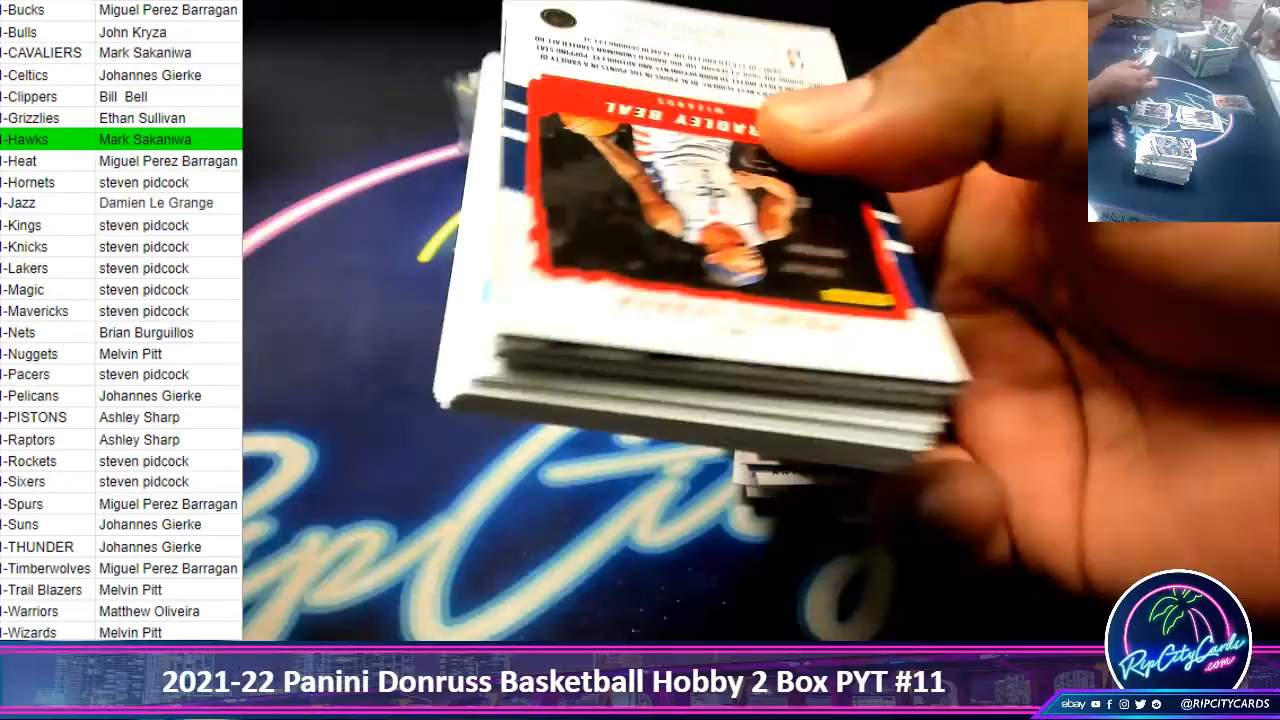 I-Bucks Miguel Perez Barragan
I-Bulls John Kryza
I-CAVALIERS Mark Sakaniwa
I-Celtics Johannes Gierke
I-Clippers Bill Bell
I-Grizzlies Ethan Sullivan
I-Hawks Mark Sakaniwa
I-Heat Miguel Perez Barragan
I-Hornets steven pidcock
I-Jazz Damien Le Grange
I-Kings steven pidcock
I-Knicks steven pidcock
I-Lakers steven pidcock
I-Magic steven pidcock
I-Mavericks steven pidcock
I-Nets Brian Burguillos
I-Nuggets Melvin Pitt
I-Pacers steven pidcock
I-Pelicans Johannes Gierke
I-PISTONS Ashley Sharp
I-Raptors Ashley Sharp
I-Rockets steven pidcock
I-Sixers steven pidcock
I-Spurs Miguel Perez Barragan
I-Suns Johannes Gierke
I-THUNDER Johannes Gierke
I-Timberwolves Miguel Perez Barragan
I-Trail Blazers Melvin Pitt
I-Warriors Matthew Oliveira
I-Wizards Melvin Pitt
WIZARDS
RADLEY BEAL
RipCity
2021-22 Panini Donruss Basketball Hobby 2 Box PYT #11
RipCityCards
.com
ebay @RIPCITYCARDS